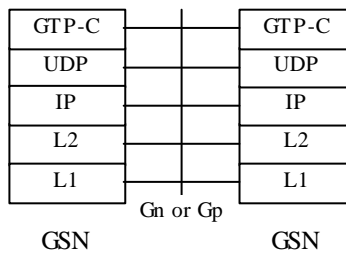 GTP-C GTP-C
UDP UDP
IP IP
L2 L2
L1 L1
Gn or Gp
GSN GSN